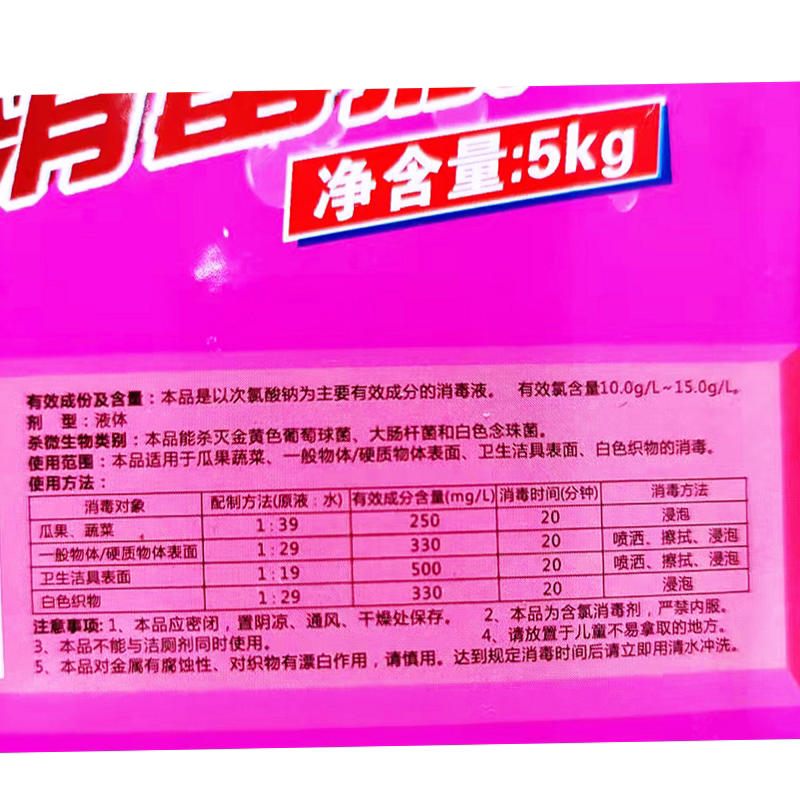 净含量:5kg
有效成份及含量：本品是以次氯酸钠为主要有效成分的消毒液。 有效氯含量10.0g/L~15.0g/L。
剂 型：液体
杀微生物类别：本品能杀灭金黄色葡萄球菌、大肠杆菌和白色念珠菌。
使用范围：本品适用于瓜果蔬菜、一般物体/硬质物体表面、卫生洁具表面、白色织物的消毒。
使用方法：
消毒对象 配制方法(原液：水) 有效成分含量(mg/L) 消毒时间(分钟) 消毒方法
瓜果、蔬菜 1:39 250 20 浸泡
一般物体/硬质物体表面 1:29 330 20 喷洒、擦拭、浸泡
卫生洁具表面 1:19 500 20 喷洒、擦拭、浸泡
白色织物 1:29 330 20 浸泡
注意事项:1、本品应密闭，置阴凉、通风、干燥处保存。 2、本品为含氯消毒剂，严禁内服。
3、本品不能与洁厕剂同时使用。 4、请放置于儿童不易拿取的地方。
5、本品对金属有腐蚀性、对织物有漂白作用，请慎用。达到规定消毒时间后请立即用清水冲洗。